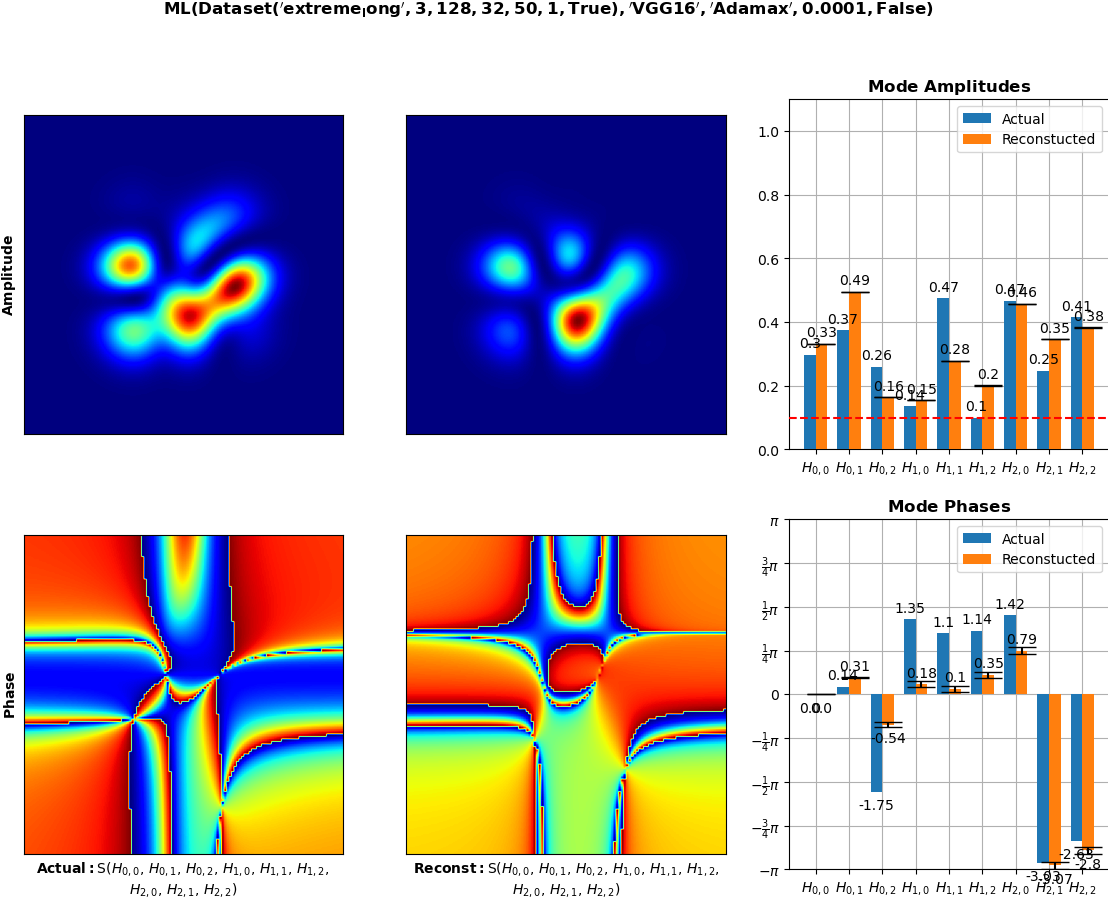 ML(Dataset('extreme_long', 3, 128, 32, 50, 1, True), 'VGG16', 'Adamax', 0.0001, False)
Amplitude
Mode Amplitudes
Actual
Reconstucted
1.0
0.8
0.6
0.4
0.2
0.0
0.3
0.33
0.37
0.49
0.26
0.16
0.14
0.15
0.47
0.28
0.1
0.2
0.47
0.46
0.25
0.35
0.41
0.38
H0,0 H0,1 H0,2 H1,0 H1,1 H1,2 H2,0 H2,1 H2,2
Phase
Mode Phases
Actual
Reconstucted
π
3/4π
1/2π
1/4π
0
−1/4π
−1/2π
−3/4π
−π
0.0
0.0
0.14
0.31
-1.75
-0.54
1.35
0.18
1.1
0.1
1.14
0.35
1.42
0.79
-3.03
-3.07
-2.63
-2.8
H0,0 H0,1 H0,2 H1,0 H1,1 H1,2 H2,0 H2,1 H2,2
Actual: S(H0,0, H0,1, H0,2, H1,0, H1,1, H1,2,
H2,0, H2,1, H2,2)
Reconst: S(H0,0, H0,1, H0,2, H1,0, H1,1, H1,2,
H2,0, H2,1, H2,2)